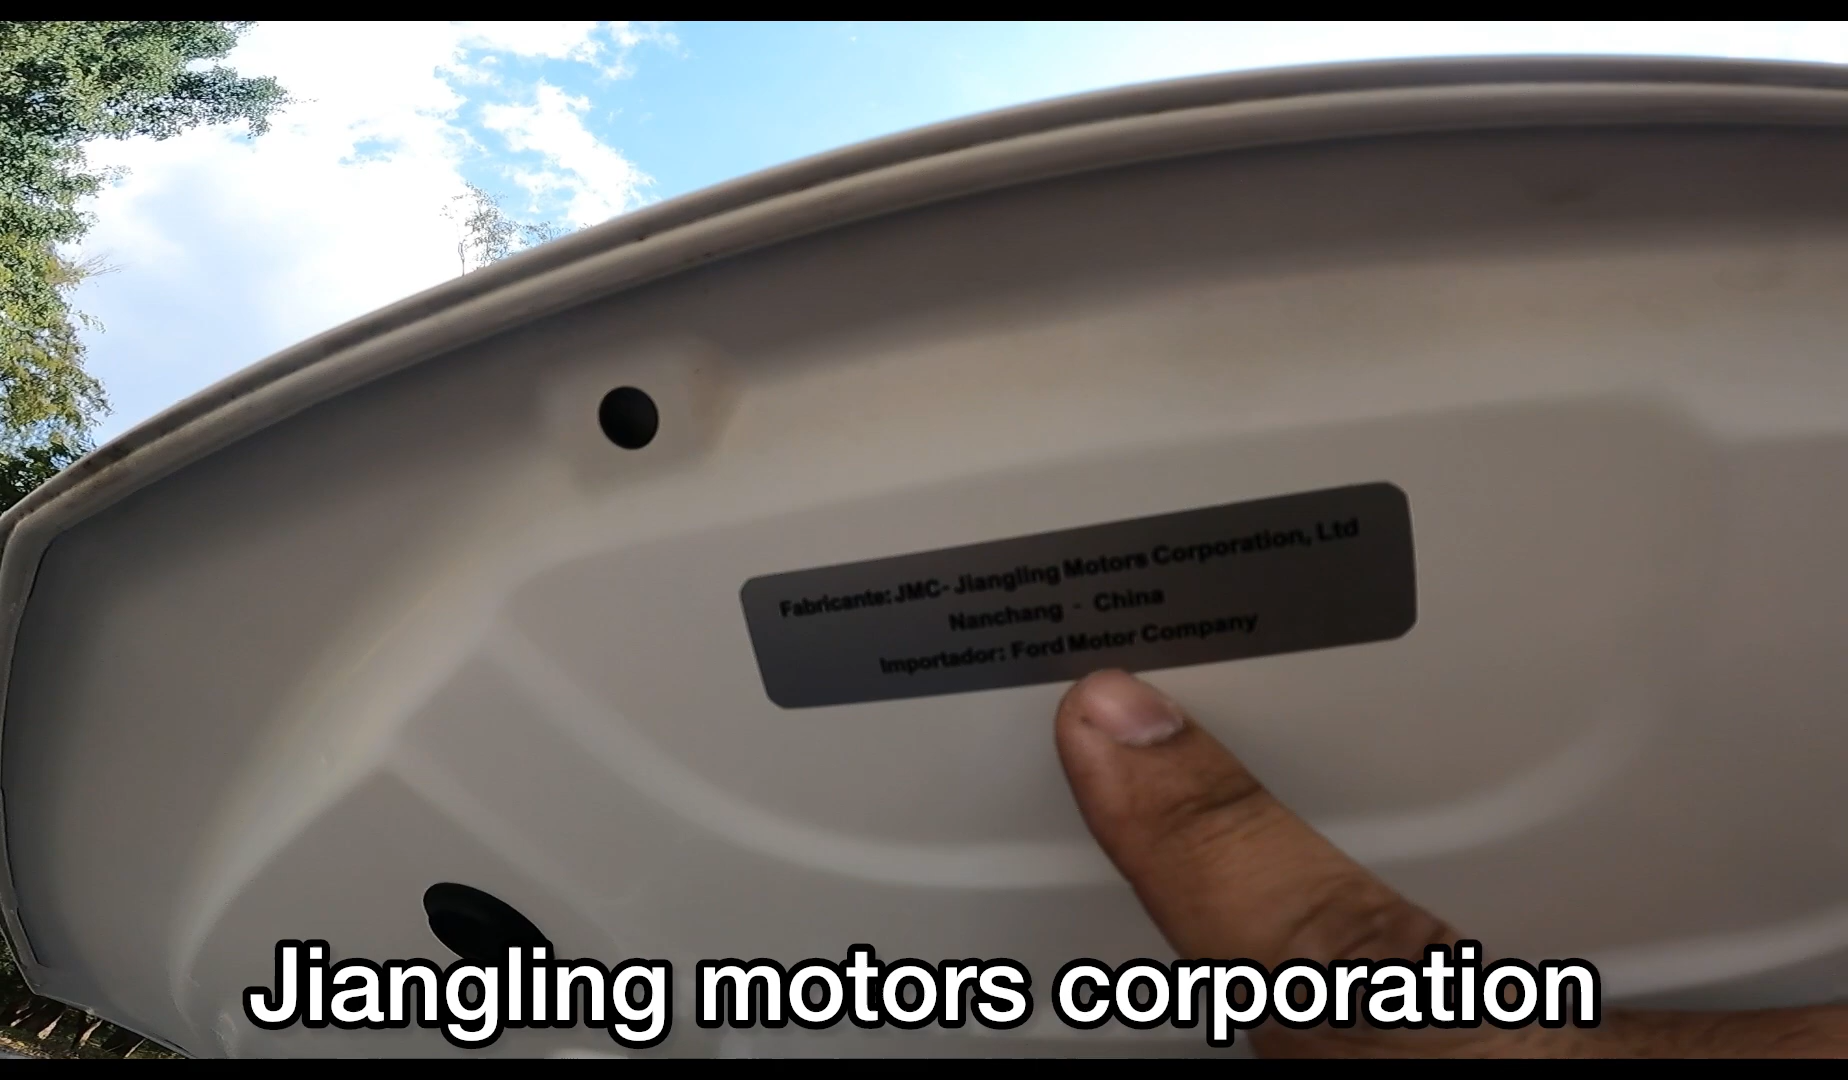 Fabricante: JMC- Jiangling Motors Corporation, Ltd
Nanchang - China
Importador: Ford Motor Company
Jiangling motors corporation